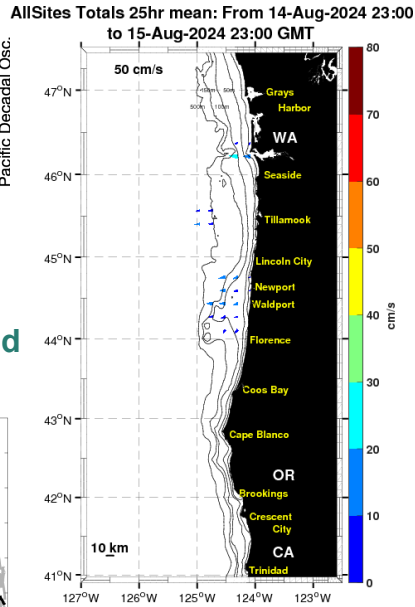 AllSites Totals 25hr mean: From 14-Aug-2024 23:00
to 15-Aug-2024 23:00 GMT
Pacific Decadal Osc.
50 cm/s
80
47°N
50m
Grays
500m
Harbor
70
WA
46°N
Seaside
60
Tillamook
45°N
Lincoln City
50
Newport
Waldport
cm/s
40
44°N
Florence
30
Coos Bay
43°N
Cape Blanco
20
OR
42°N
Brookings
10
Crescent
City
10 km
CA
41°N
Trinidad
0
127°W
126°W
125°W
124°W
123°W
d